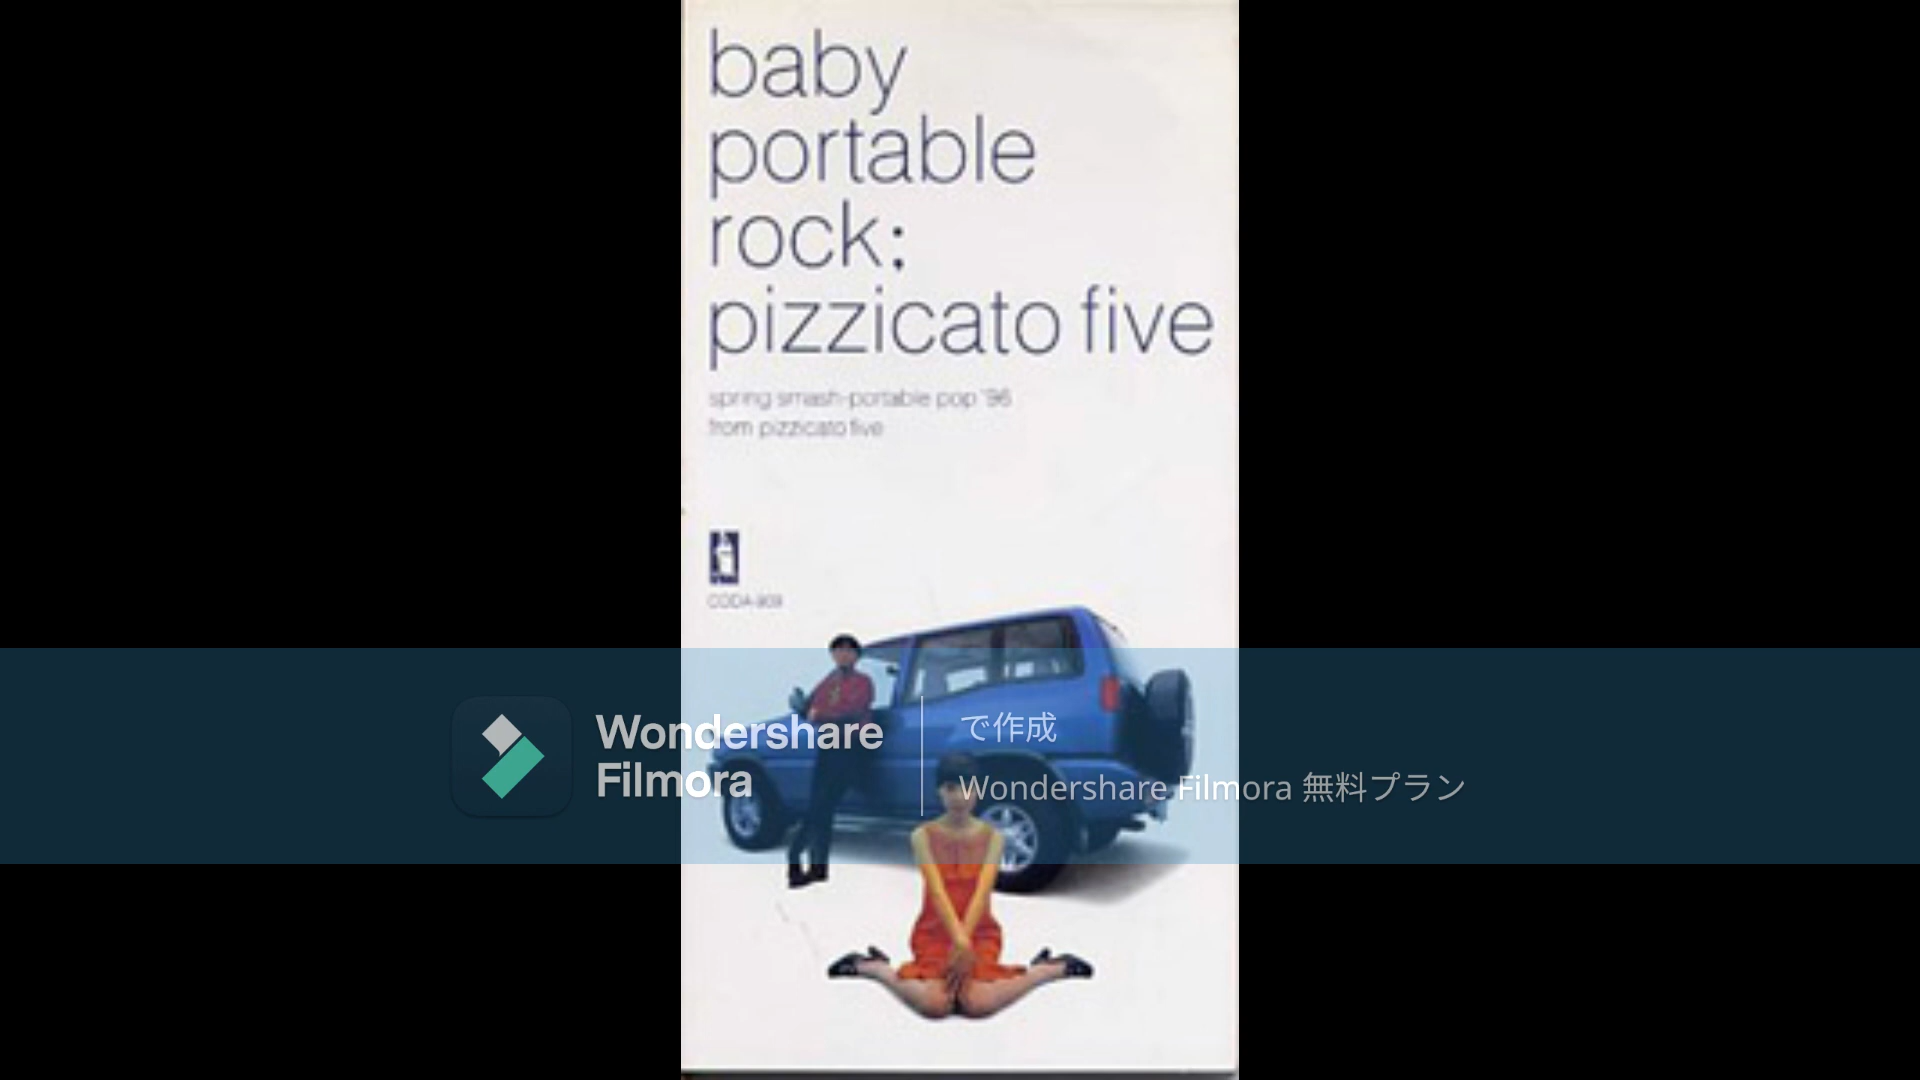 baby
portable
rock;
pizzicato five
spring smash-portable pop '96
from pizzicato five
CODA-909
Wondershare
Filmora
で作成
Wondershare Filmora 無料プラン